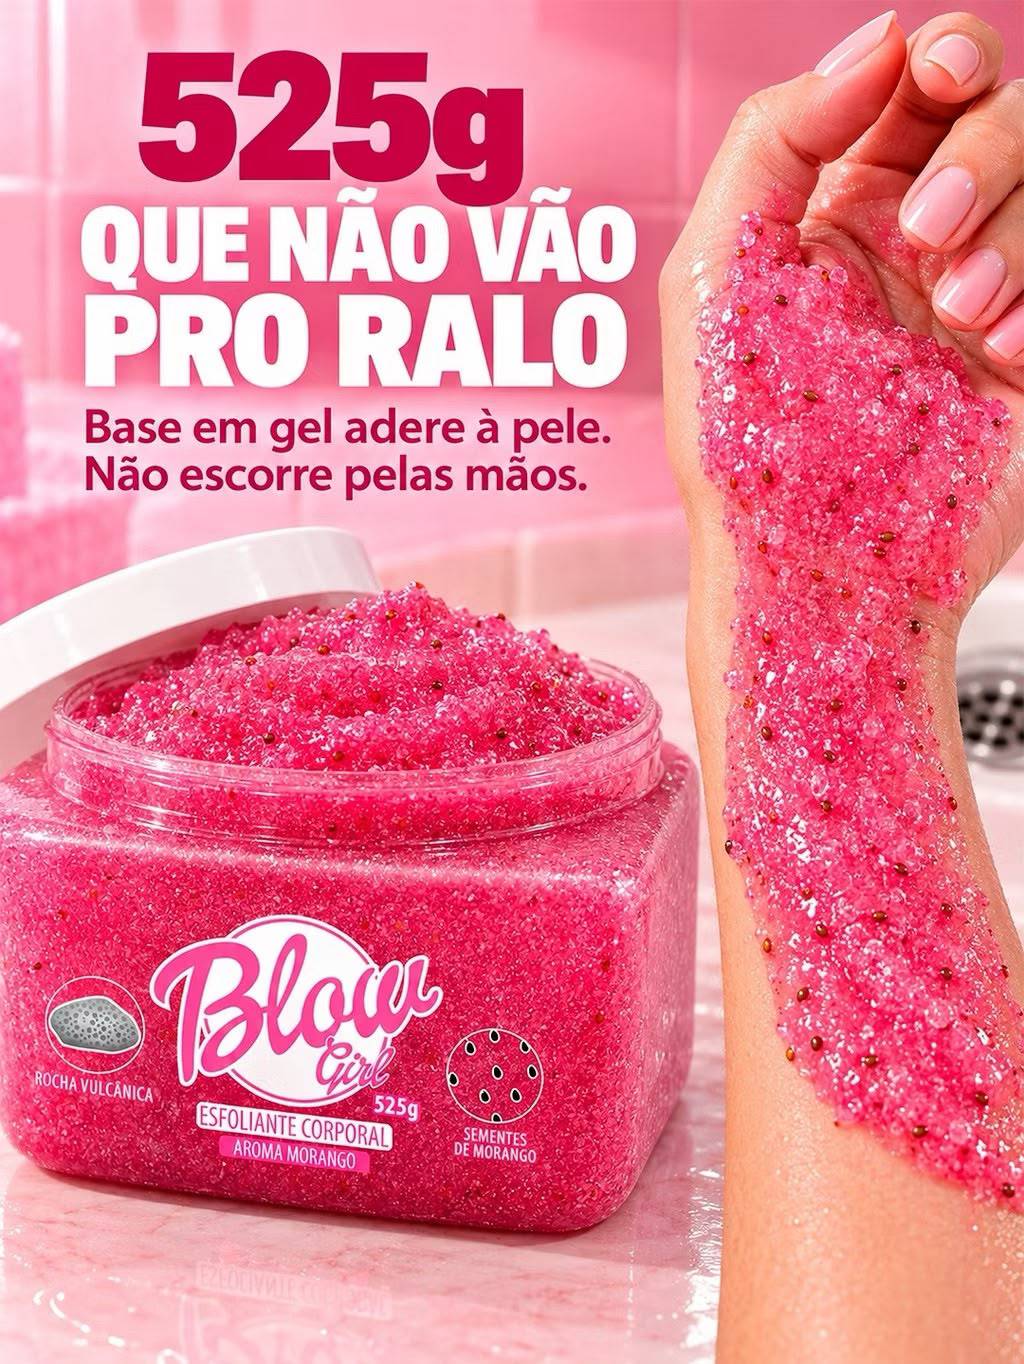 525g
QUE NÃO VÃO
PRO RALO
Base em gel adere à pele.
Não escorre pelas mãos.
Blow
Girl
525g
ROCHA VULCÂNICA
ESFOLIANTE CORPORAL
AROMA MORANGO
SEMENTES
DE MORANGO